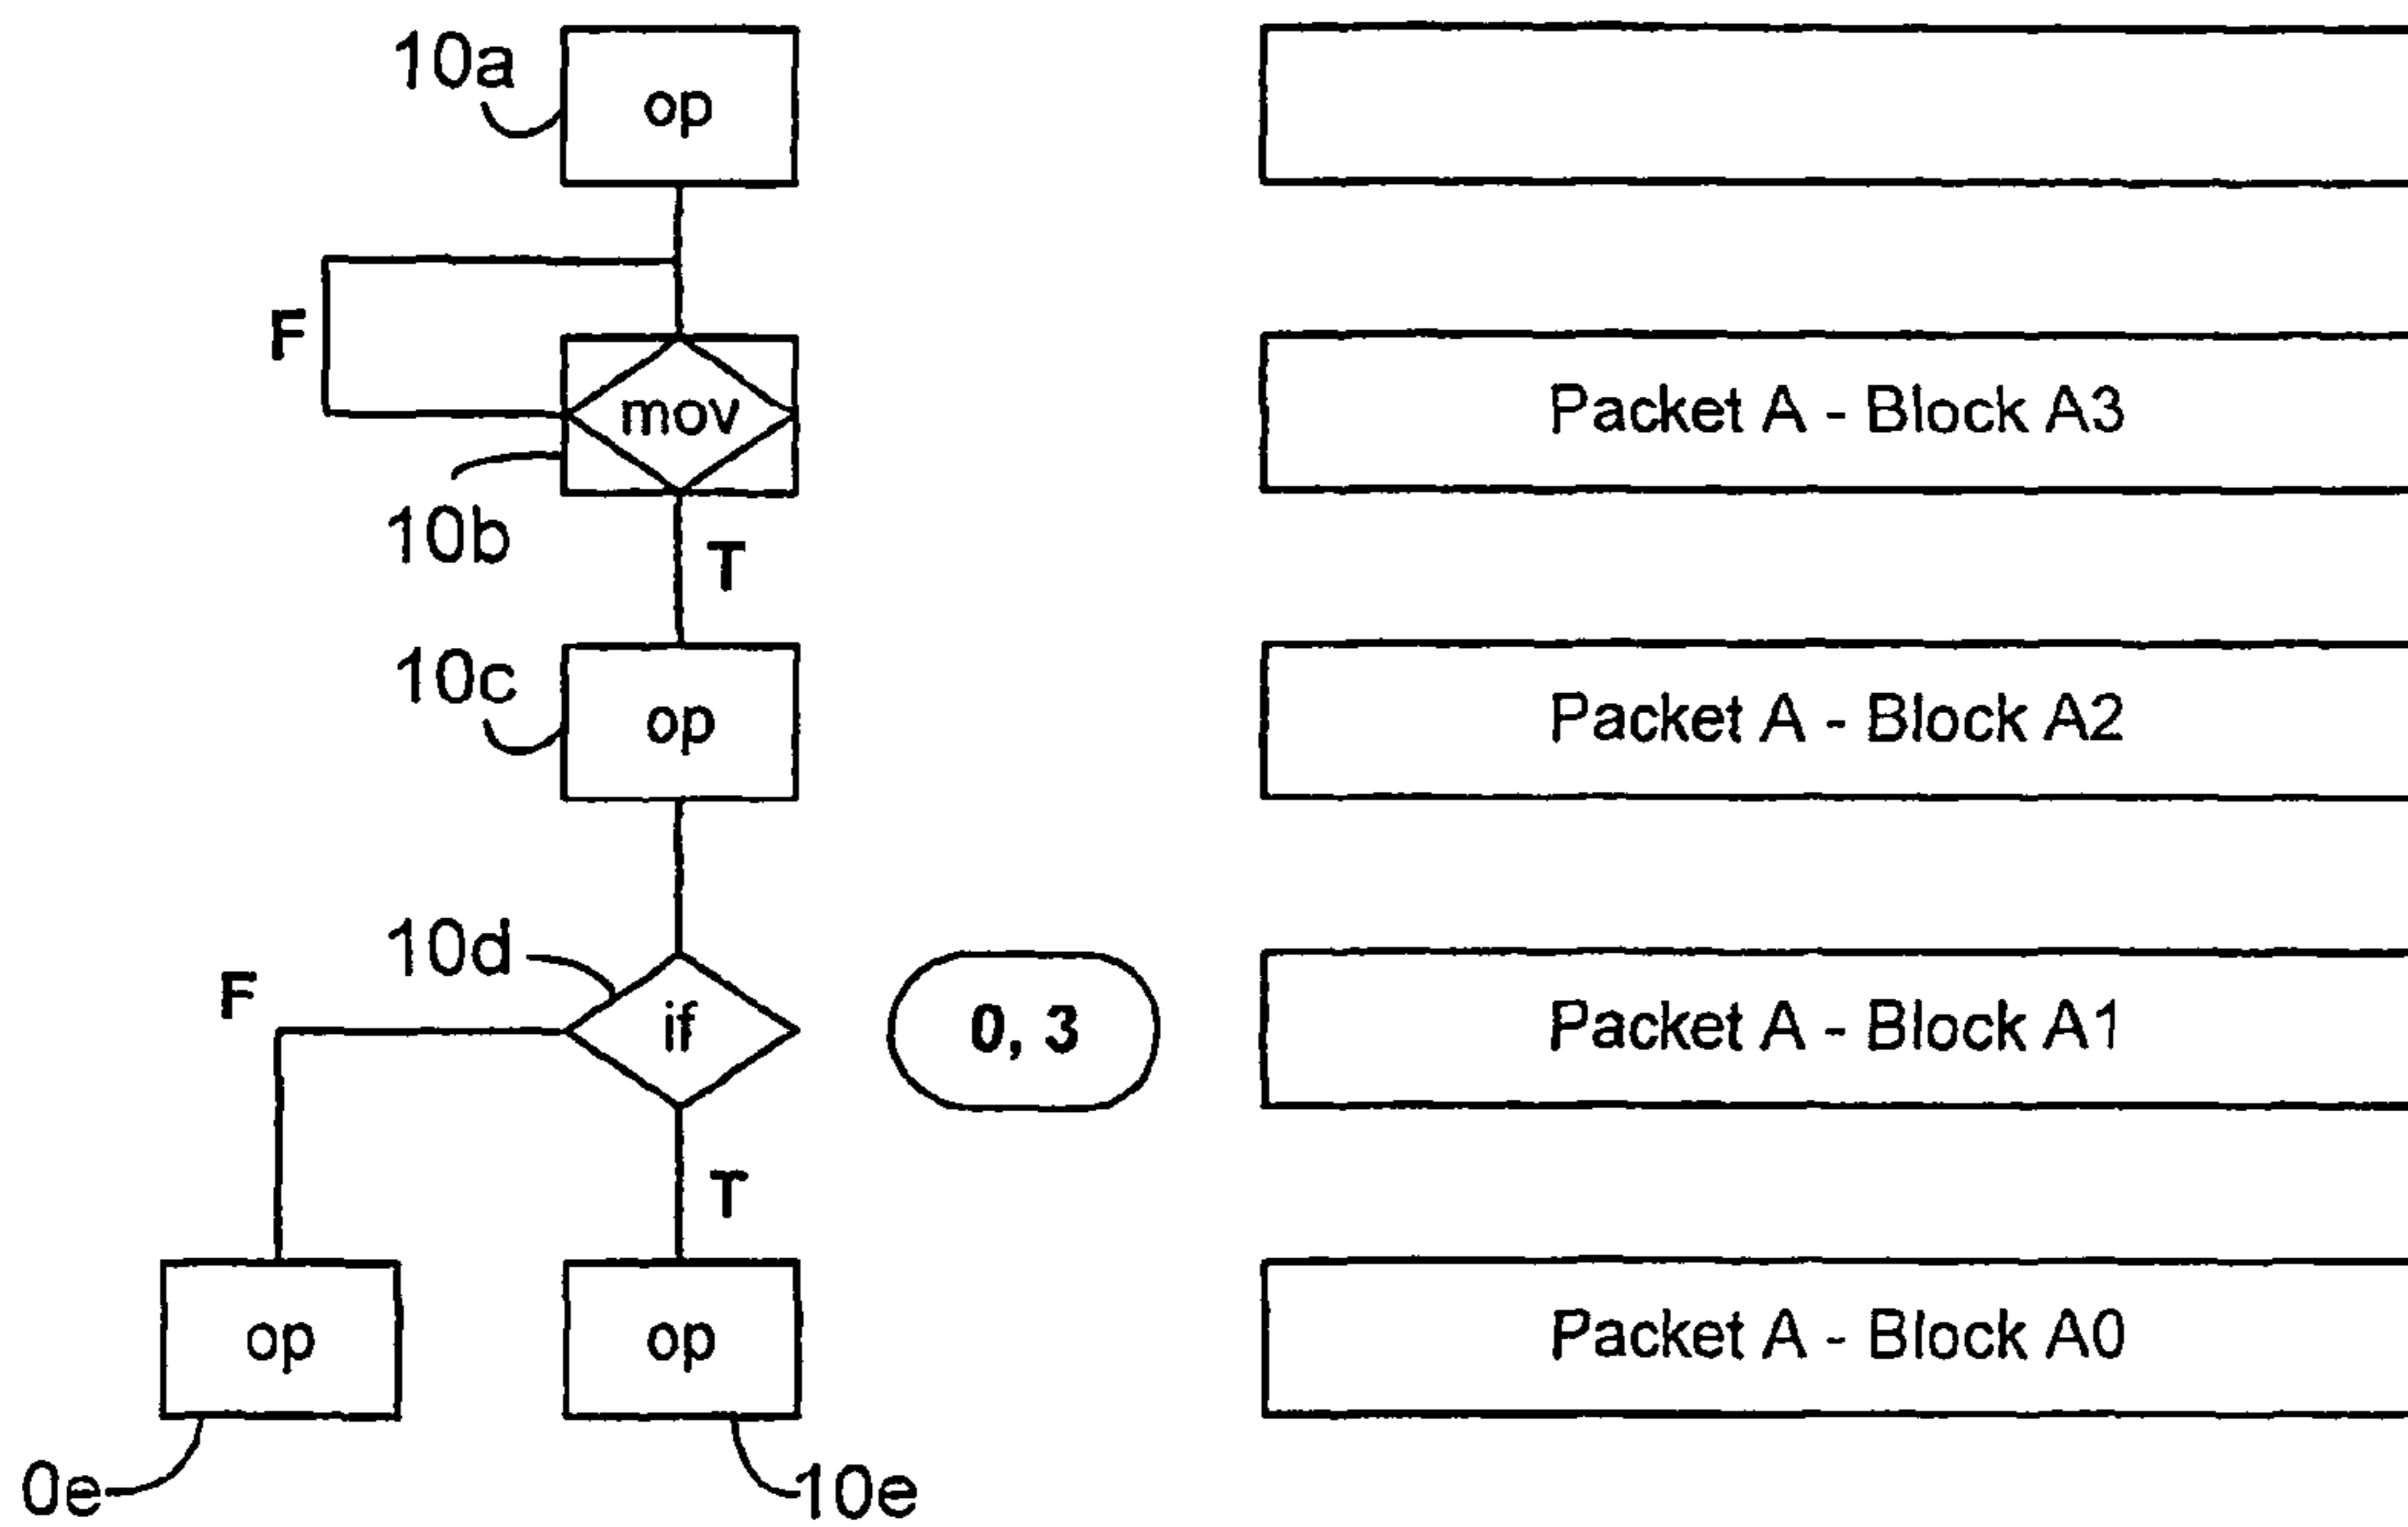 10a
op
F
mov
Packet A - Block A3
10b
T
10c
op
Packet A - Block A2
10d
F
if
0, 3
Packet A - Block A1
T
op
op
Packet A - Block A0
0e
10e